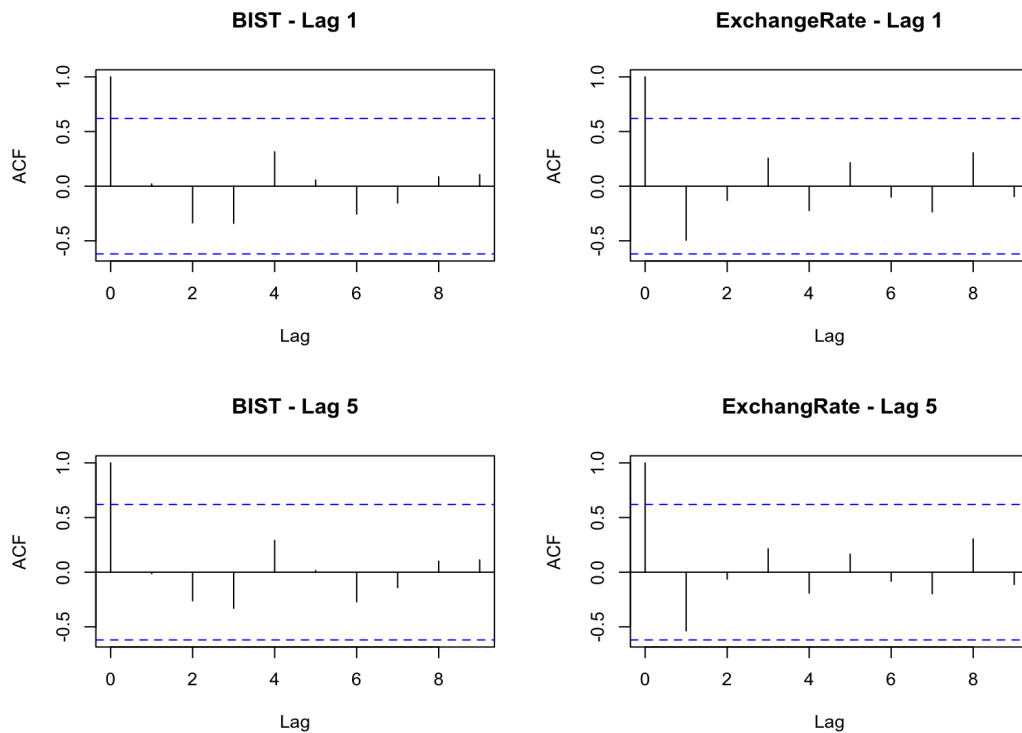 BIST - Lag 1
ACF
1.0
0.5
0.0
-0.5
0 2 4 6 8
Lag
ExchangeRate - Lag 1
ACF
1.0
0.5
0.0
-0.5
0 2 4 6 8
Lag
BIST - Lag 5
ACF
1.0
0.5
0.0
-0.5
0 2 4 6 8
Lag
ExchangRate - Lag 5
ACF
1.0
0.5
0.0
-0.5
0 2 4 6 8
Lag